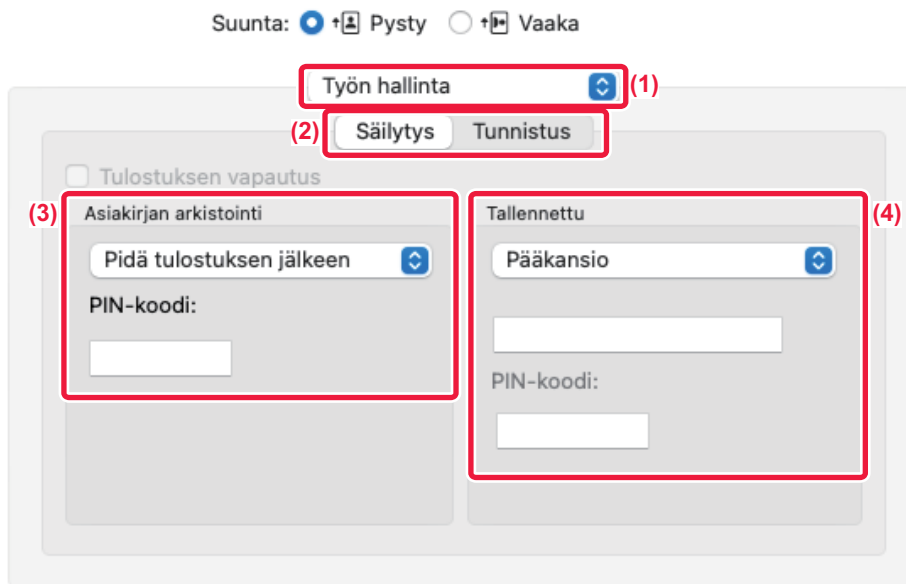 Suunta: Pysty Vaaka
Työn hallinta (1)
(2) Säilytys Tunnistus
Tulostuksen vapautus
(3) Asiakirjan arkistointi
Pidä tulostuksen jälkeen
PIN-koodi:
Tallennettu (4)
Pääkansio
PIN-koodi: